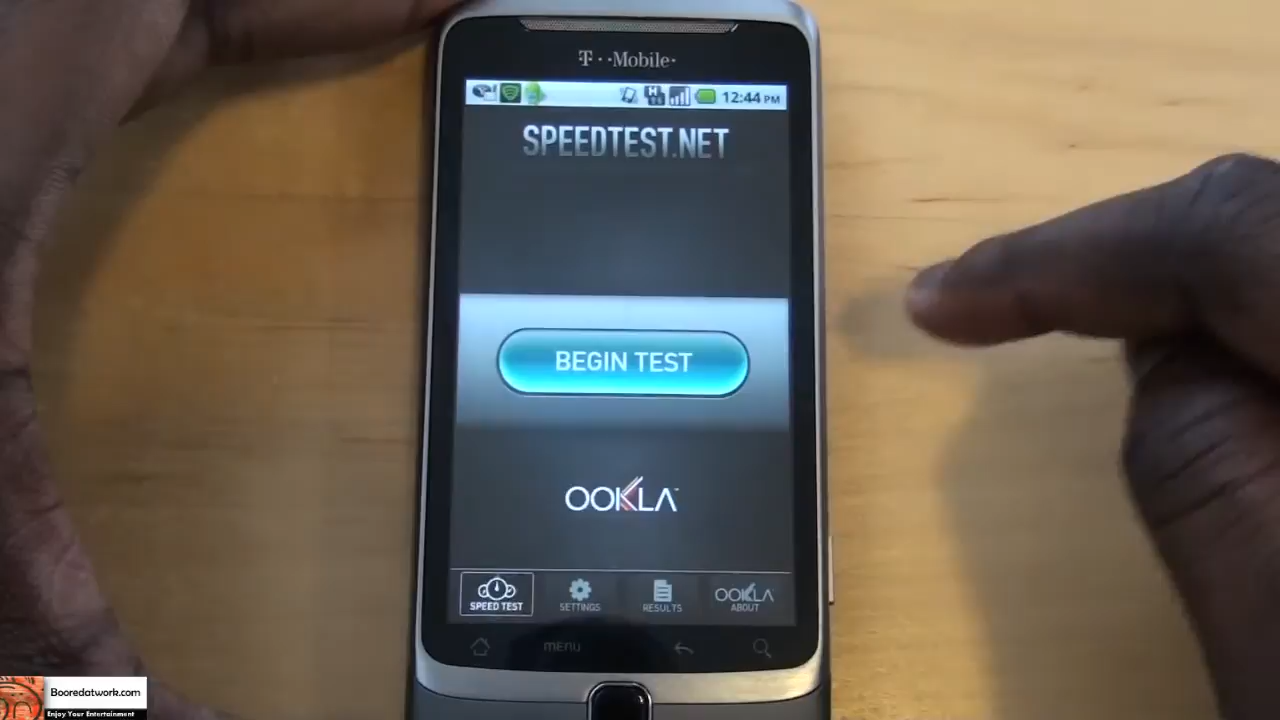 T··Mobile·
12:44 PM
SPEEDTEST.NET
BEGIN TEST
OOKLA
SPEED TEST
SETTINGS
RESULTS
OOKLA
ABOUT
menu
Booredatwork.com
Enjoy Your Entertainment